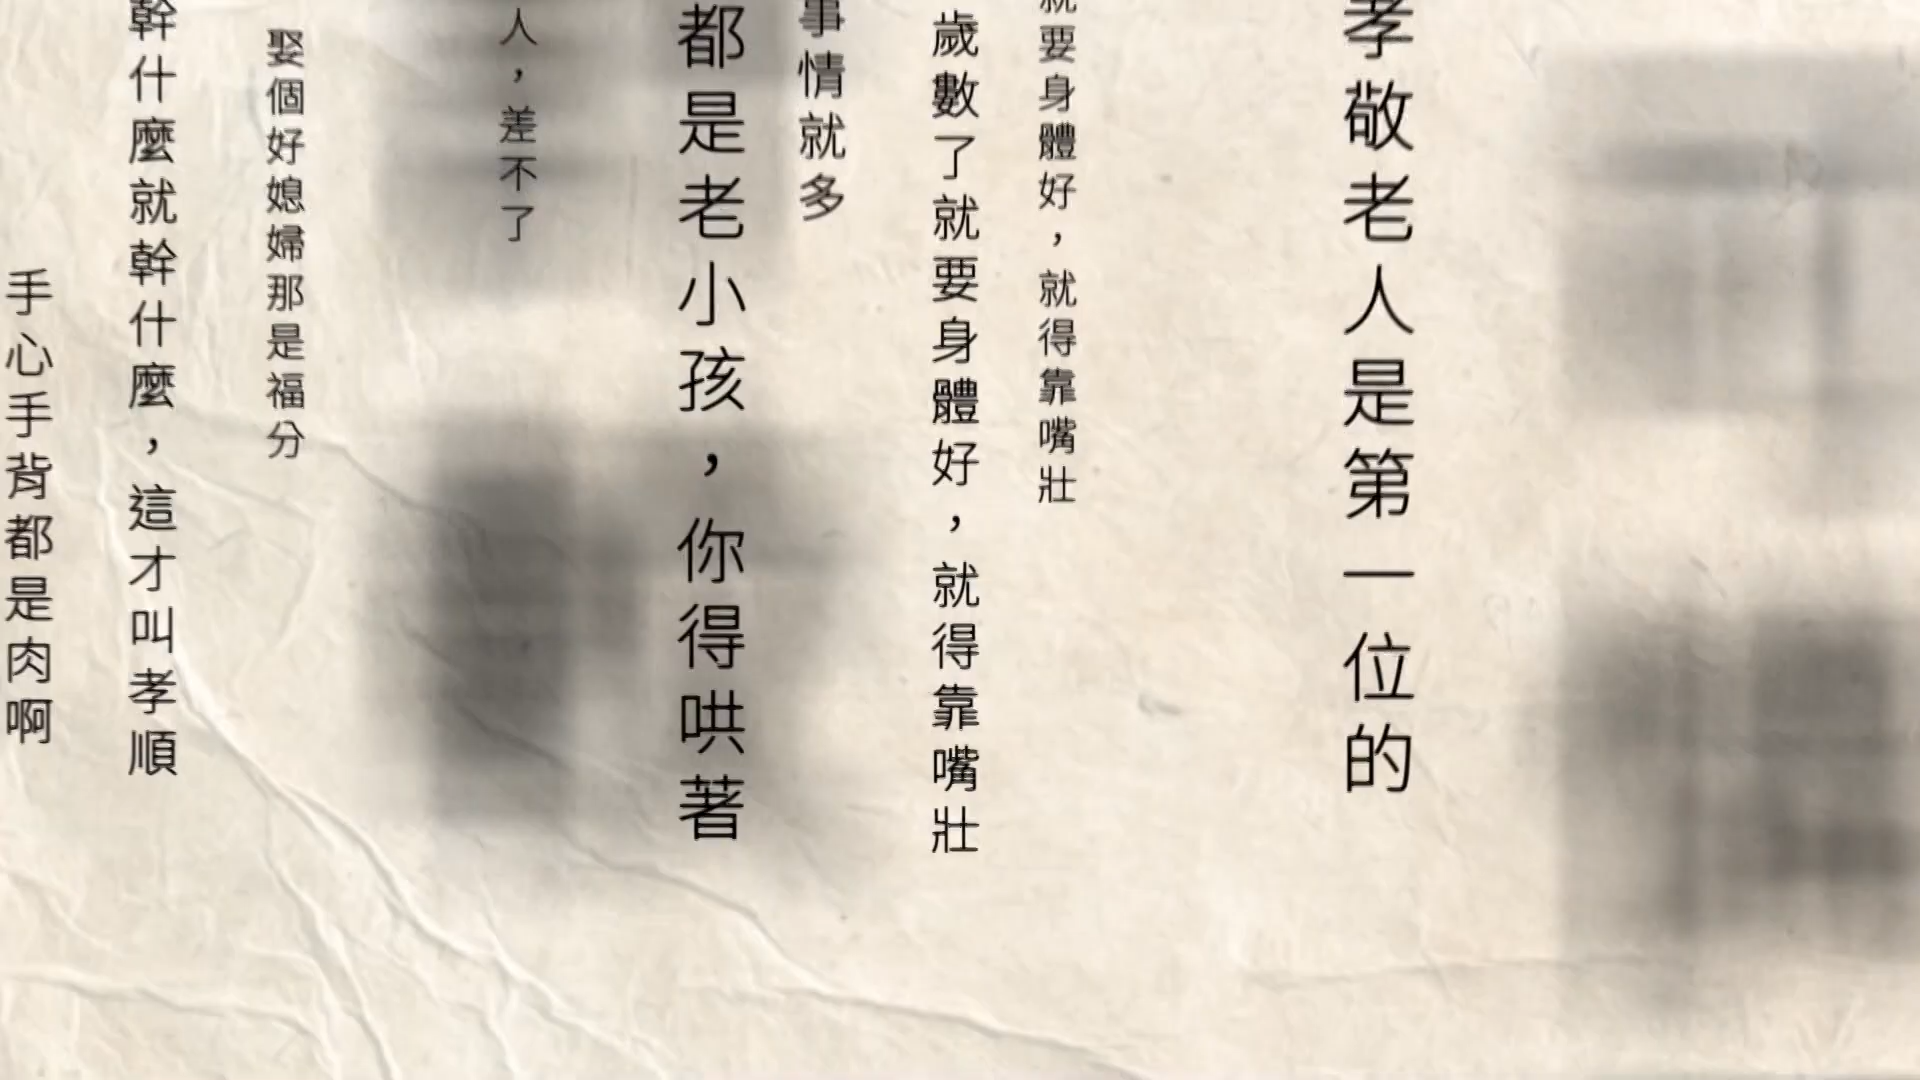 孝敬老人是第一位的
就要身體好，就得靠嘴壯
歲數了就要身體好，就得靠嘴壯
事情就多
都是老小孩，你得哄著
人，差不了
娶個好媳婦那是福分
幹什麼就幹什麼，這才叫孝順
手心手背都是肉啊